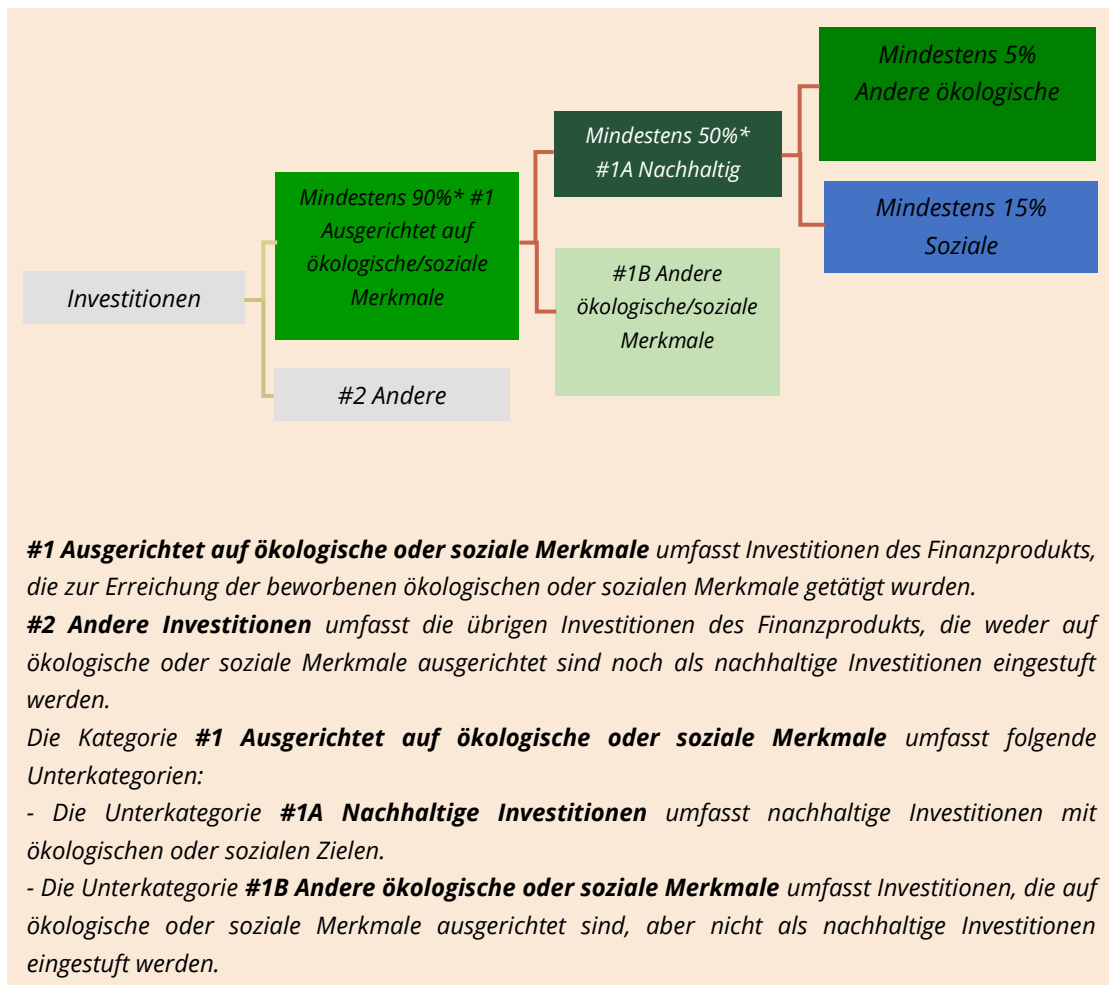 Mindestens 5%
Andere ökologische
Mindestens 50%*
#1A Nachhaltig
Mindestens 90%* #1
Ausgerichtet auf
ökologische/soziale
Merkmale
Mindestens 15%
Soziale
#1B Andere
ökologische/soziale
Merkmale
Investitionen
#2 Andere
#1 Ausgerichtet auf ökologische oder soziale Merkmale umfasst Investitionen des Finanzprodukts,
die zur Erreichung der beworbenen ökologischen oder sozialen Merkmale getätigt wurden.
#2 Andere Investitionen umfasst die übrigen Investitionen des Finanzprodukts, die weder auf
ökologische oder soziale Merkmale ausgerichtet sind noch als nachhaltige Investitionen eingestuft
werden.
Die Kategorie #1 Ausgerichtet auf ökologische oder soziale Merkmale umfasst folgende
Unterkategorien:
- Die Unterkategorie #1A Nachhaltige Investitionen umfasst nachhaltige Investitionen mit
ökologischen oder sozialen Zielen.
- Die Unterkategorie #1B Andere ökologische oder soziale Merkmale umfasst Investitionen, die auf
ökologische oder soziale Merkmale ausgerichtet sind, aber nicht als nachhaltige Investitionen
eingestuft werden.